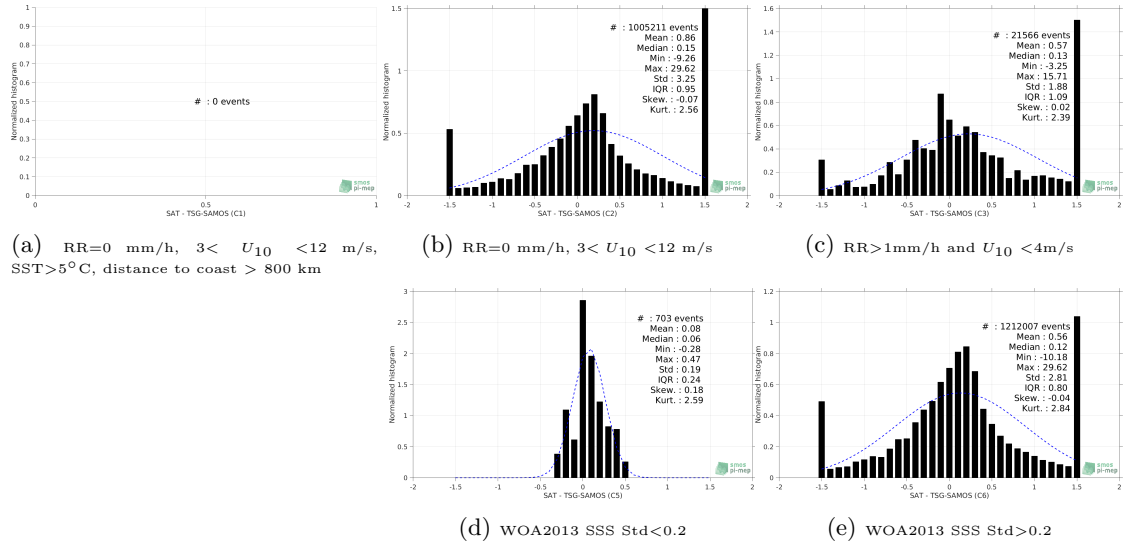 1
0.9
0.8
0.7
0.6
0.5
0.4
0.3
0.2
0.1
0
Normalized histogram
# : 0 events
0 0.5 1
SAT - TSG-SAMOS (C1)
smos
pi-mep
(a) RR=0 mm/h, 3< U10 <12 m/s,
SST>5°C, distance to coast > 800 km
1.5
1
0.5
0
Normalized histogram
# : 1005211 events
Mean : 0.86
Median : 0.15
Min : -9.26
Max : 29.62
Std : 3.25
IQR : 0.95
Skew. : -0.07
Kurt. : 2.56
-2 -1.5 -1 -0.5 0 0.5 1 1.5 2
SAT - TSG-SAMOS (C2)
smos
pi-mep
(b) RR=0 mm/h, 3< U10 <12 m/s
1.6
1.4
1.2
1
0.8
0.6
0.4
0.2
0
Normalized histogram
# : 21566 events
Mean : 0.57
Median : 0.13
Min : -3.25
Max : 15.71
Std : 1.88
IQR : 1.09
Skew. : 0.02
Kurt. : 2.39
-2 -1.5 -1 -0.5 0 0.5 1 1.5 2
SAT - TSG-SAMOS (C3)
smos
pi-mep
(c) RR>1mm/h and U10 <4m/s
3
2.5
2
1.5
1
0.5
0
Normalized histogram
# : 703 events
Mean : 0.08
Median : 0.06
Min : -0.28
Max : 0.47
Std : 0.19
IQR : 0.24
Skew. : 0.18
Kurt. : 2.59
-2 -1.5 -1 -0.5 0 0.5 1 1.5 2
SAT - TSG-SAMOS (C5)
smos
pi-mep
(d) WOA2013 SSS Std<0.2
1.2
1
0.8
0.6
0.4
0.2
0
Normalized histogram
# : 1212007 events
Mean : 0.56
Median : 0.12
Min : -10.18
Max : 29.62
Std : 2.81
IQR : 0.80
Skew. : -0.04
Kurt. : 2.84
-2 -1.5 -1 -0.5 0 0.5 1 1.5 2
SAT - TSG-SAMOS (C6)
smos
pi-mep
(e) WOA2013 SSS Std>0.2